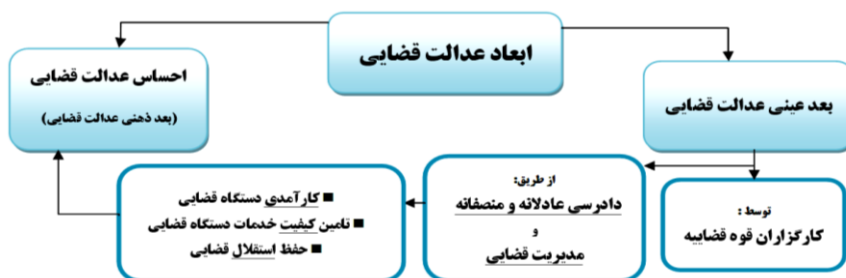 ابعاد عدالت قضایی
بعد عینی عدالت قضایی
احساس عدالت قضایی
(بعد ذهنی عدالت قضایی)
توسط :
کارگزاران قوه قضاییه
از طریق:
دادرسی عادلانه و منصفانه
و
مدیریت قضایی
■ کارآمدی دستگاه قضایی
■ تامین کیفیت خدمات دستگاه قضایی
■ حفظ استقلال قضایی